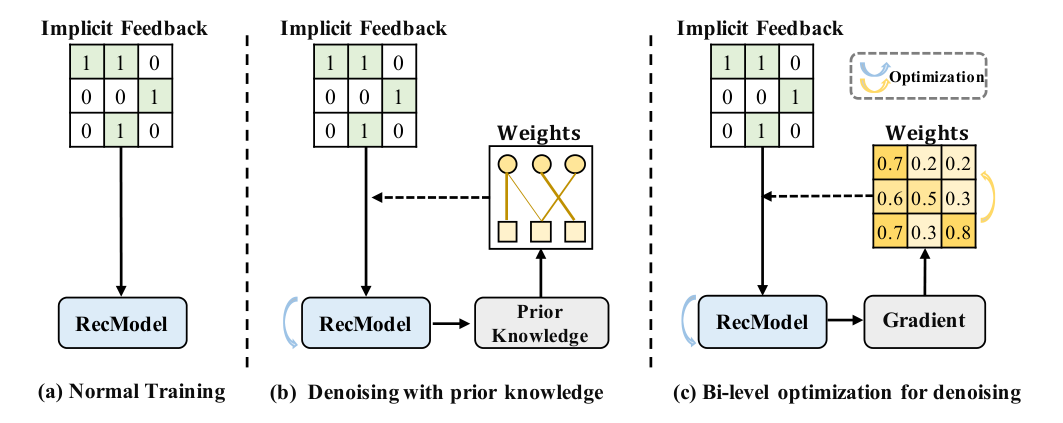 Implicit Feedback
1 1 0
0 0 1
0 1 0
RecModel
(a) Normal Training
Implicit Feedback
1 1 0
0 0 1
0 1 0
Weights
RecModel
Prior
Knowledge
(b) Denoising with prior knowledge
Implicit Feedback
1 1 0
0 0 1
0 1 0
Optimization
Weights
0.7 0.2 0.2
0.6 0.5 0.3
0.7 0.3 0.8
RecModel
Gradient
(c) Bi-level optimization for denoising